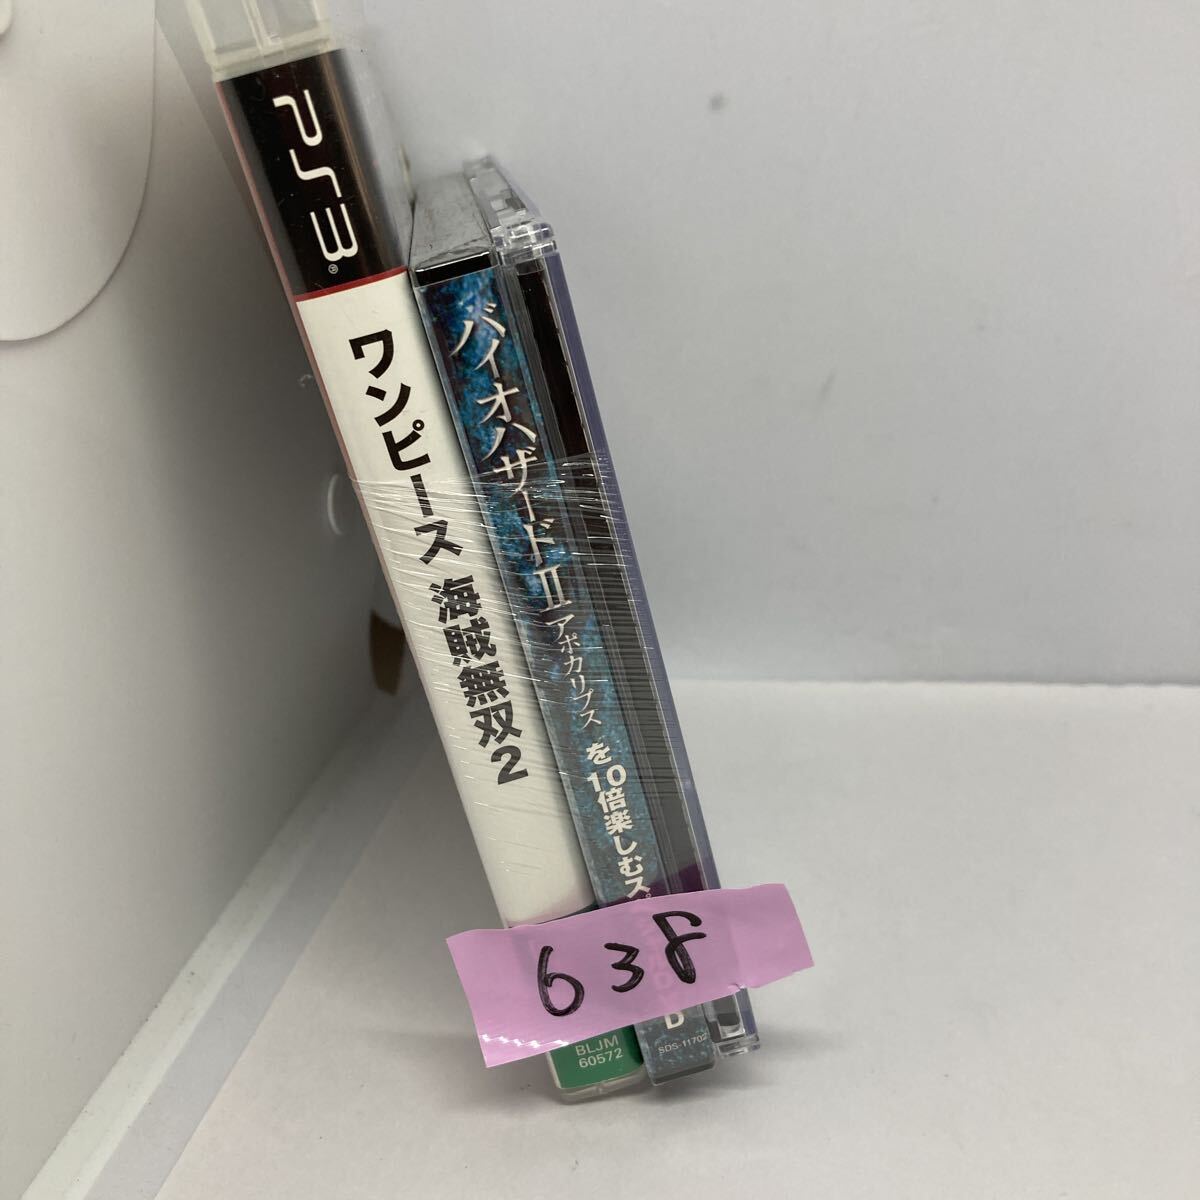 PS3®
ワンピース 海賊無双2
BLJM
60572
バイオハザードII アポカリプス を10倍楽しむス
D
SDS-11702
638